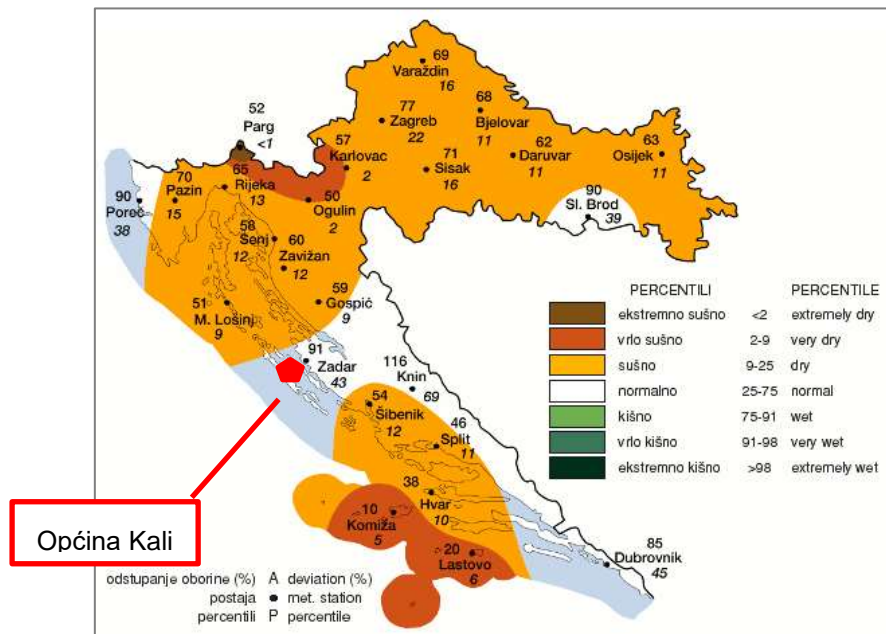 69
Varaždin
16
52
Parg
<1
77
Zagreb
22
68
Bjelovar
11
57
Karlovac
2
62
Daruvar
11
63
Osijek
11
71
Sisak
16
70
Pazin
15
65
Rijeka
13
90
Poreč
38
50
Ogulin
2
90
Sl. Brod
39
58
Senj
12
60
Zavižan
12
59
Gospić
9
51
M. Lošinj
9
91
Zadar
43
116
Knin
69
54
Šibenik
12
46
Split
11
38
Hvar
10
10
Komiža
5
20
Lastovo
6
85
Dubrovnik
45
PERCENTILI PERCENTILE
ekstremno sušno <2 extremely dry
vrlo sušno 2-9 very dry
sušno 9-25 dry
normalno 25-75 normal
kišno 75-91 wet
vrlo kišno 91-98 very wet
ekstremno kišno >98 extremely wet
Općina Kali
odstupanje oborine (%) A deviation (%)
postaja met. station
percentili P percentile